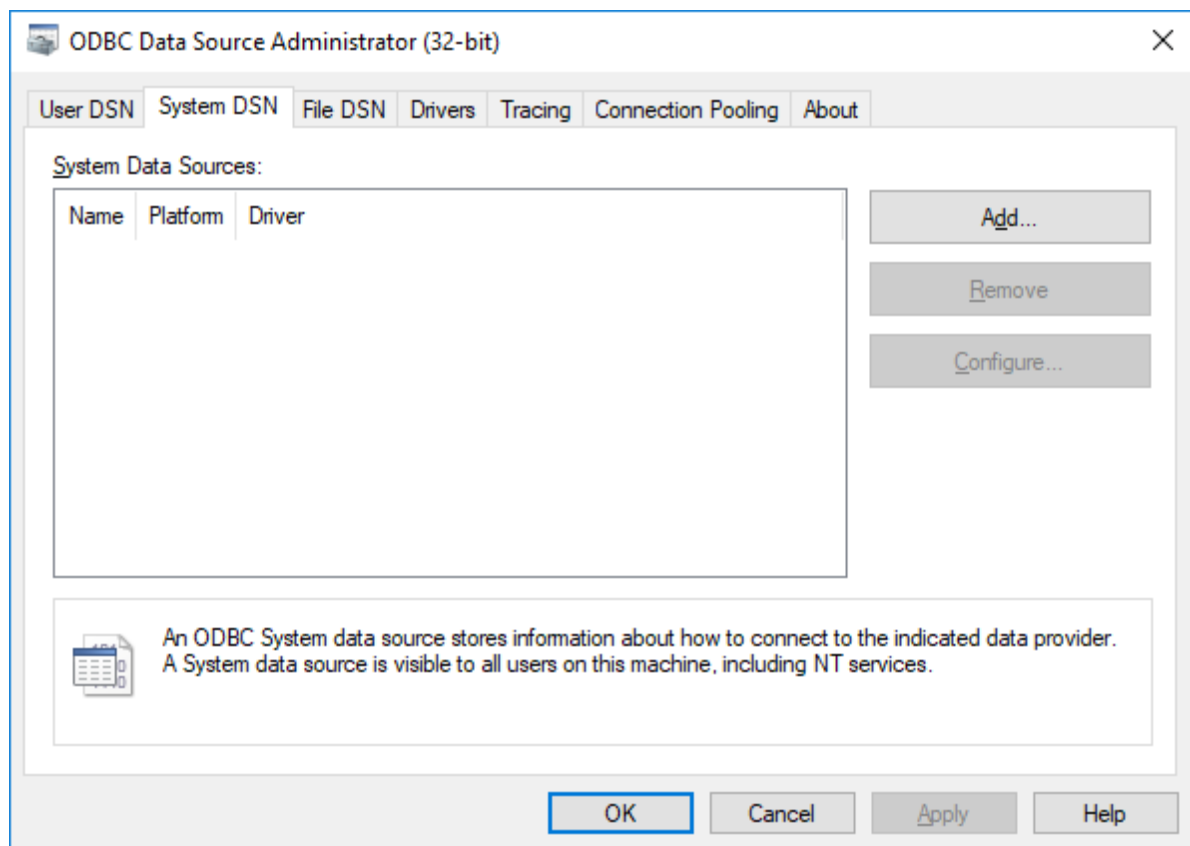 ODBC Data Source Administrator (32-bit)
User DSN System DSN File DSN Drivers Tracing Connection Pooling About
System Data Sources:
Name Platform Driver
Add...
Remove
Configure...
An ODBC System data source stores information about how to connect to the indicated data provider.
A System data source is visible to all users on this machine, including NT services.
OK Cancel Apply Help